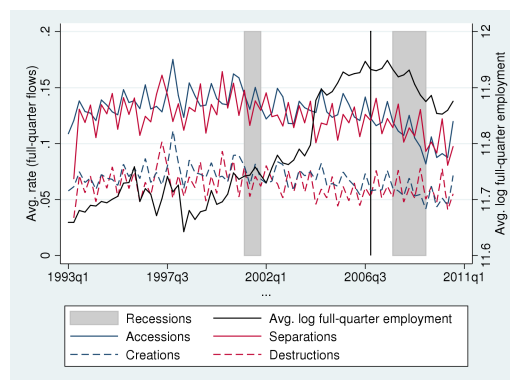 .2
.15
.1
.05
0
Avg. rate (full-quarter flows)
12
11.9
11.8
11.7
11.6
Avg. log full-quarter employment
1993q1 1997q3 2002q1 2006q3 2011q1
...
Recessions Avg. log full-quarter employment
Accessions Separations
Creations Destructions